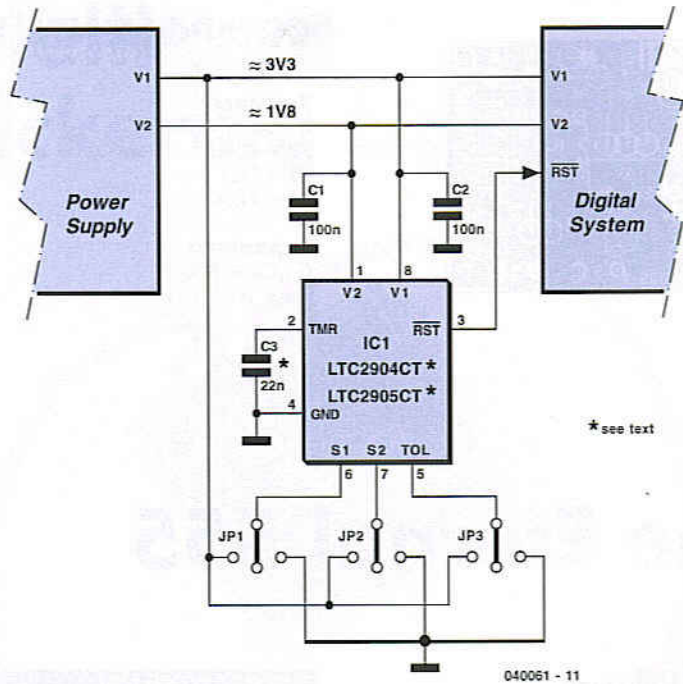 V1
≈ 3V3
V1
V2
≈ 1V8
V2
Power
Supply
RST
Digital
System
C1
100n
C2
100n
1
8
V2
V1
2
TMR
RST
3
C3
*
22n
IC1
LTC2904CT*
LTC2905CT*
4
GND
*see text
S1
S2
TOL
6
7
5
JP1
JP2
JP3
040061 - 11